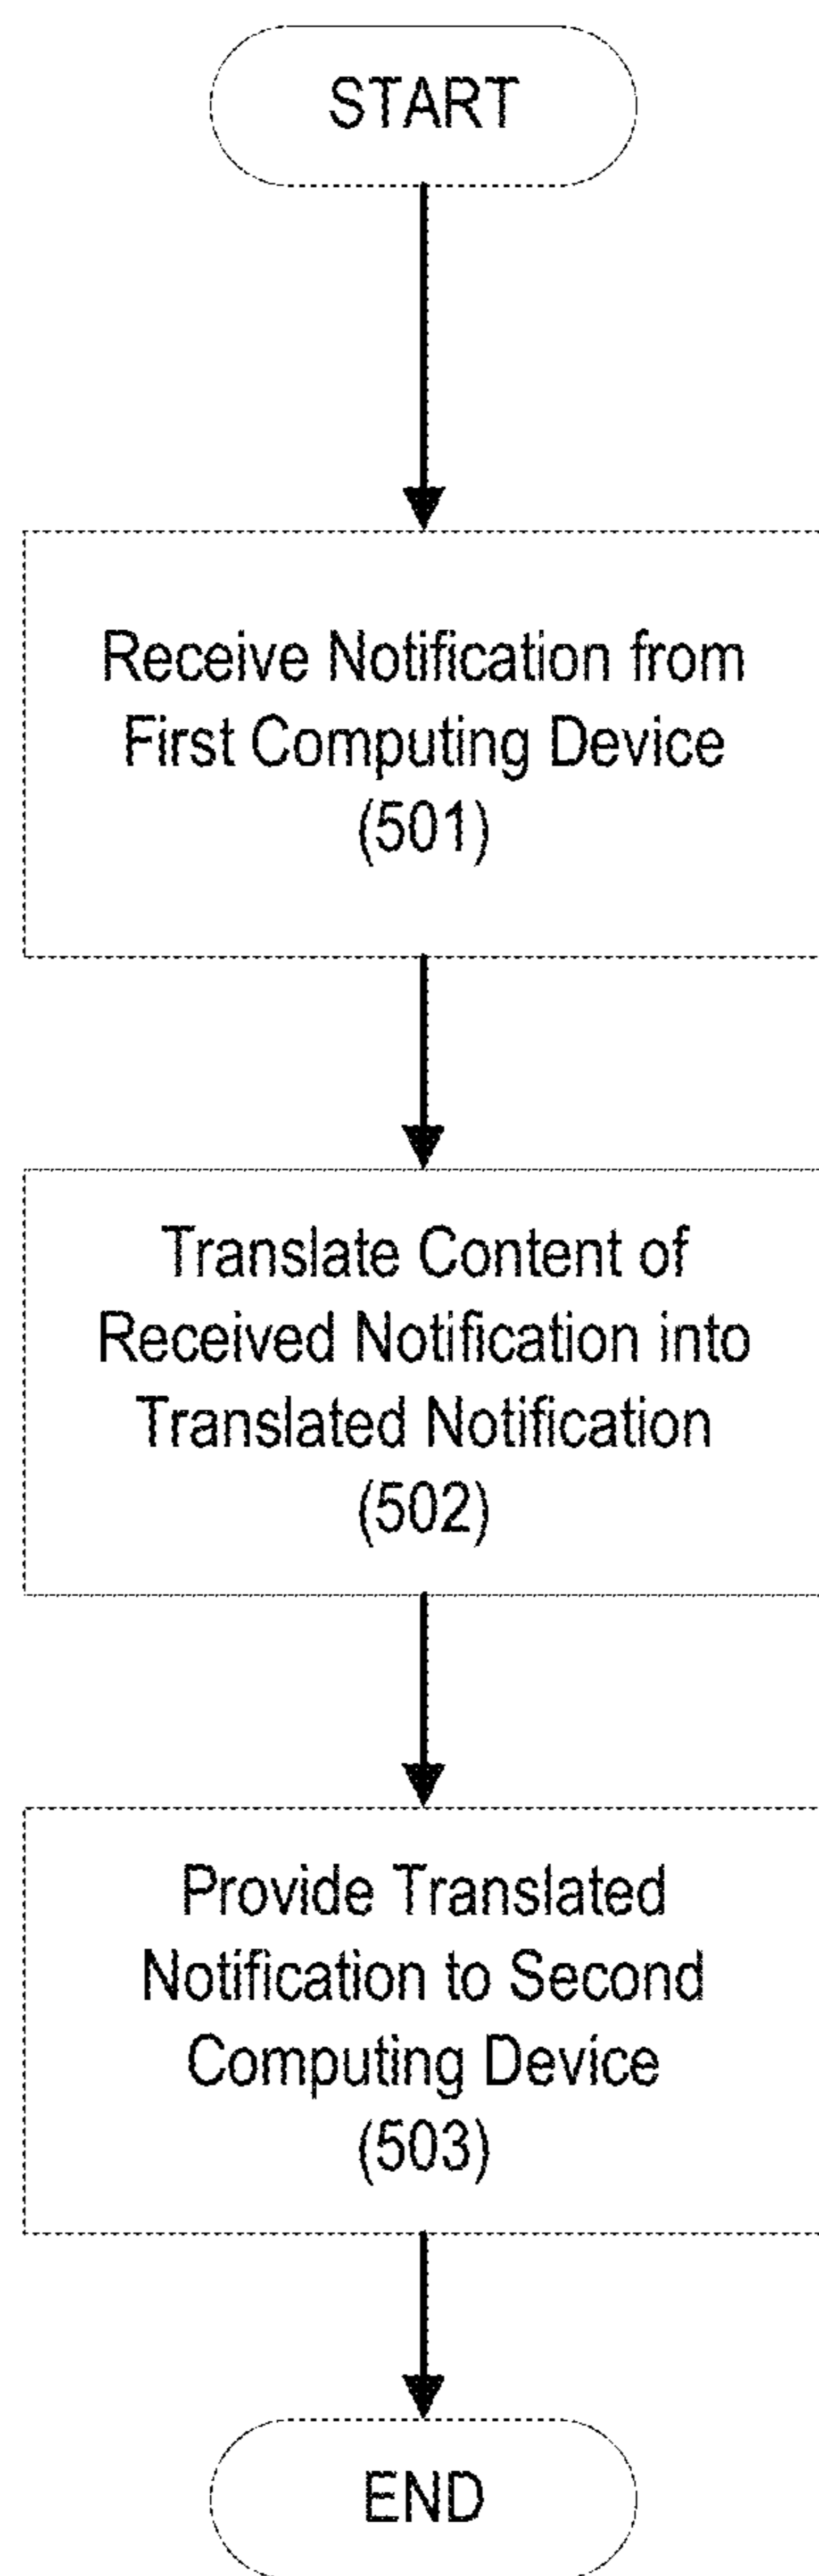 START
Receive Notification from
First Computing Device
(501)
Translate Content of
Received Notification into
Translated Notification
(502)
Provide Translated
Notification to Second
Computing Device
(503)
END